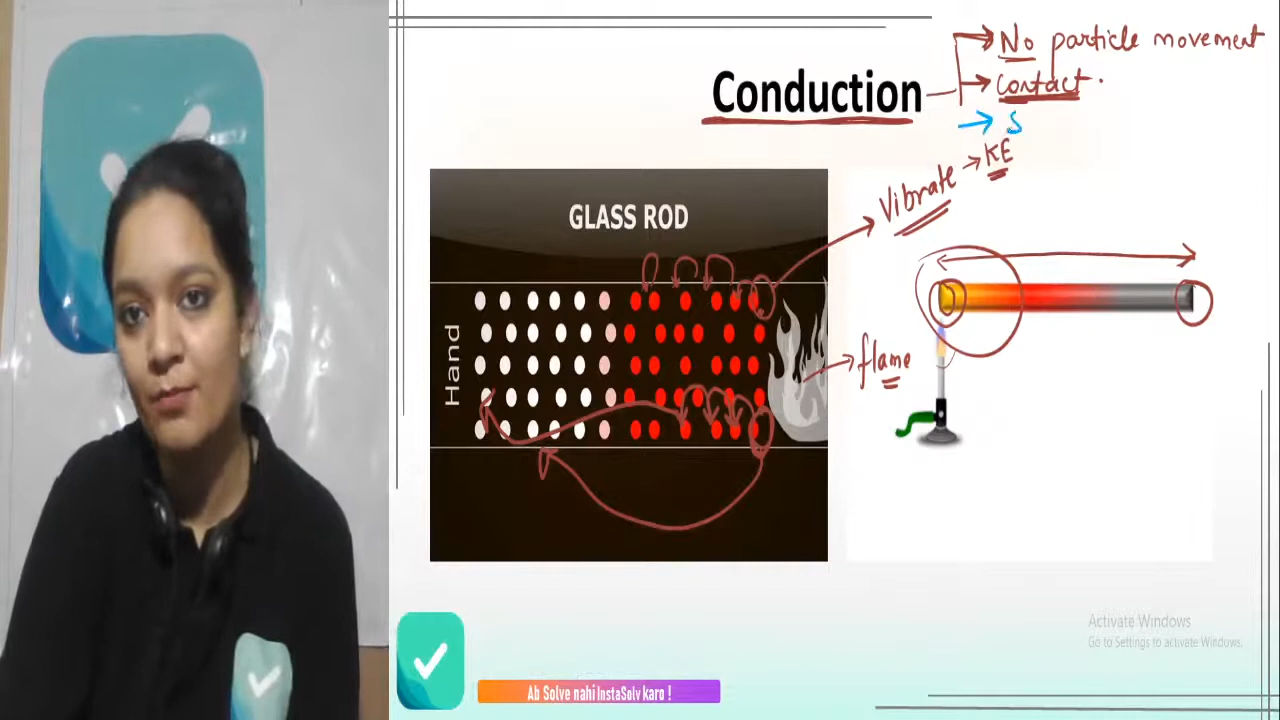 No particle movement
Conduction
contact.
S
Vibrate → KE
GLASS ROD
Hand
flame
Activate Windows
Go to Settings to activate Windows.
Ab Solve nahi InstaSolv karo !